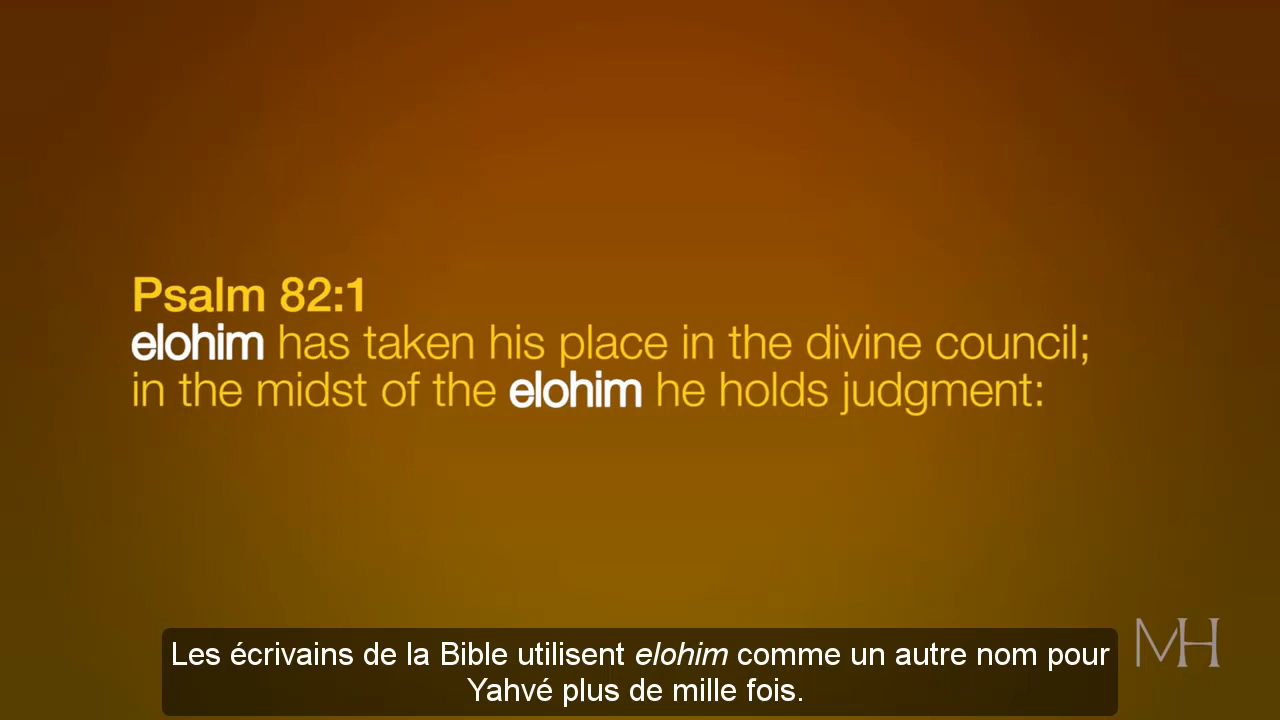 Psalm 82:1
elohim has taken his place in the divine council;
in the midst of the elohim he holds judgment:
MH
Les écrivains de la Bible utilisent elohim comme un autre nom pour
Yahvé plus de mille fois.